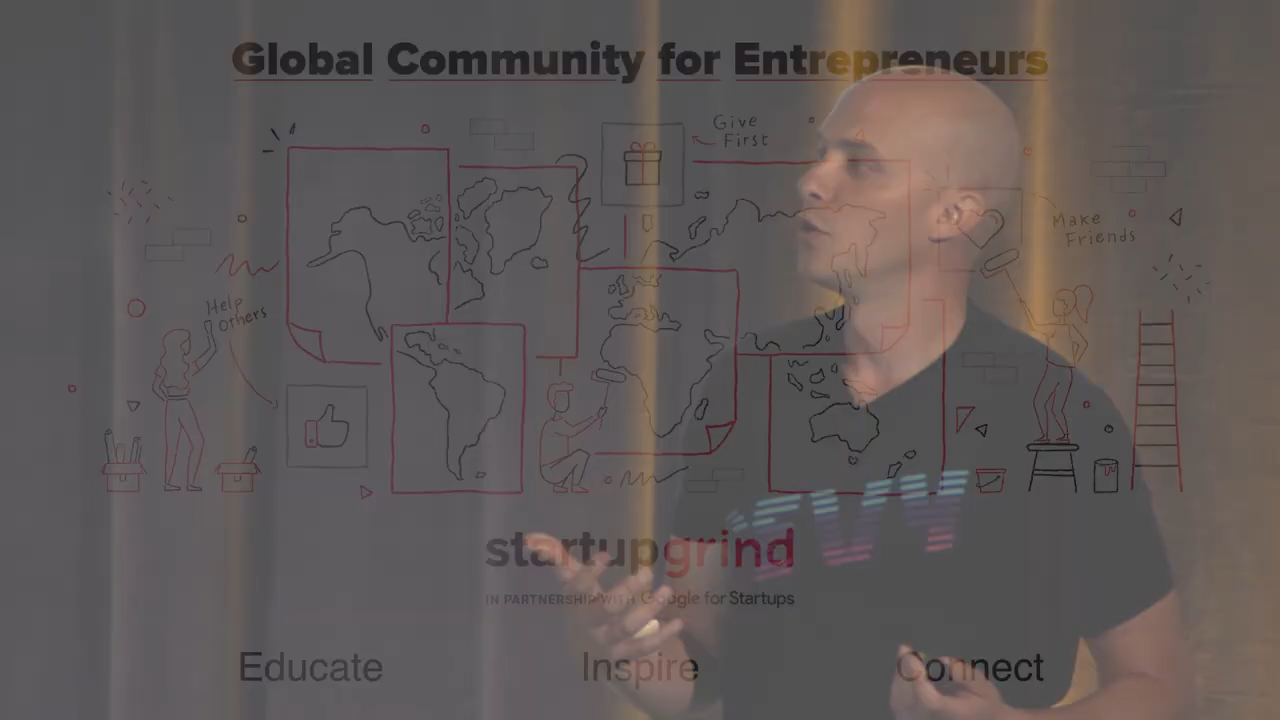 Global Community for Entrepreneurs
Give
First
Make
Friends
Help
Others
startupgrind
IN PARTNERSHIP WITH Google for Startups
Educate Inspire Connect